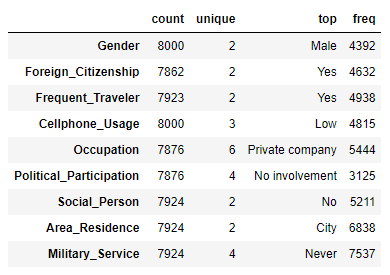 count unique top freq
Gender 8000 2 Male 4392
Foreign_Citizenship 7862 2 Yes 4632
Frequent_Traveler 7923 2 Yes 4938
Cellphone_Usage 8000 3 Low 4815
Occupation 7876 6 Private company 5444
Political_Participation 7876 4 No involvement 3125
Social_Person 7924 2 No 5211
Area_Residence 7924 2 City 6838
Military_Service 7924 4 Never 7537